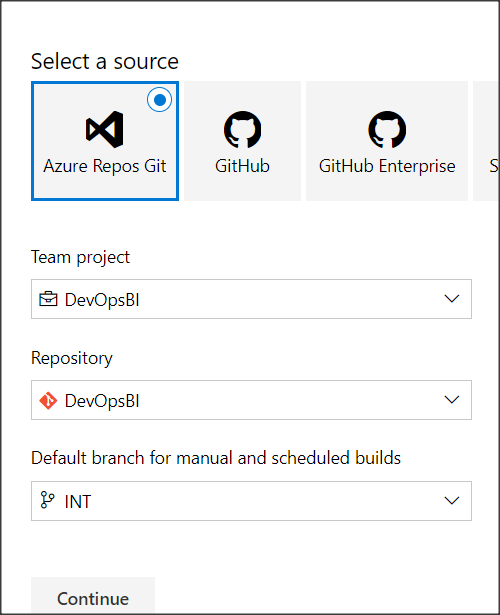 Select a source
Azure Repos Git
GitHub
GitHub Enterprise
S
Team project
DevOpsBI
Repository
DevOpsBI
Default branch for manual and scheduled builds
INT
Continue